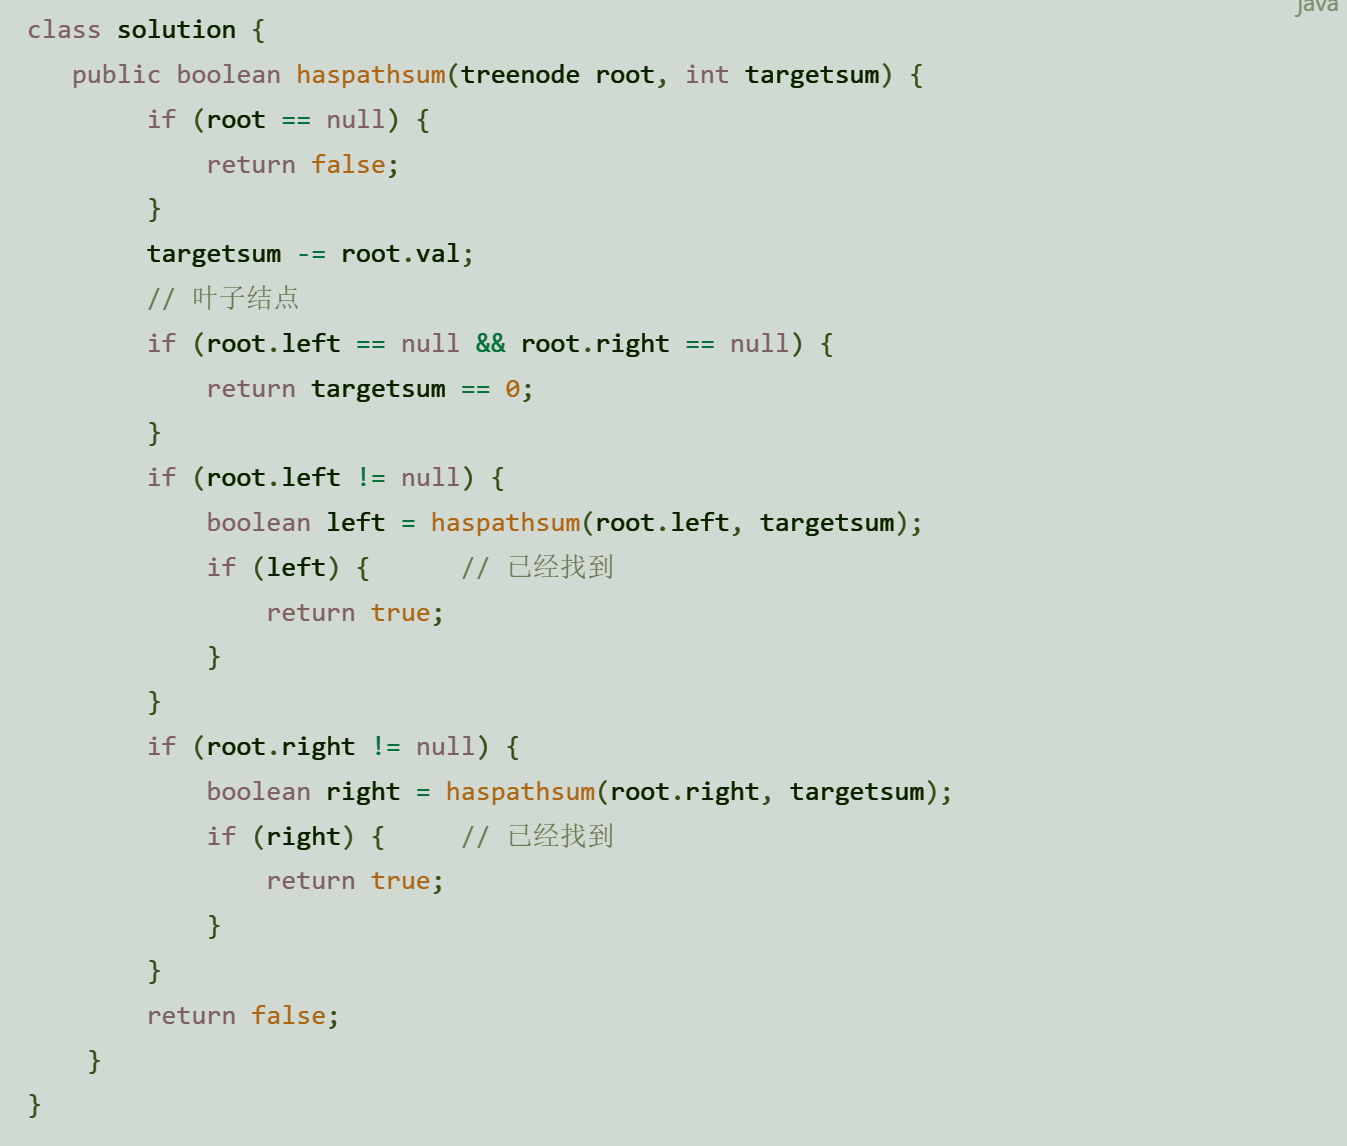 java
class solution {
   public boolean haspathsum(treenode root, int targetsum) {
        if (root == null) {
            return false;
        }
        targetsum -= root.val;
        // 叶子结点
        if (root.left == null && root.right == null) {
            return targetsum == 0;
        }
        if (root.left != null) {
            boolean left = haspathsum(root.left, targetsum);
            if (left) {      // 已经找到
                return true;
            }
        }
        if (root.right != null) {
            boolean right = haspathsum(root.right, targetsum);
            if (right) {     // 已经找到
                return true;
            }
        }
        return false;
    }
}